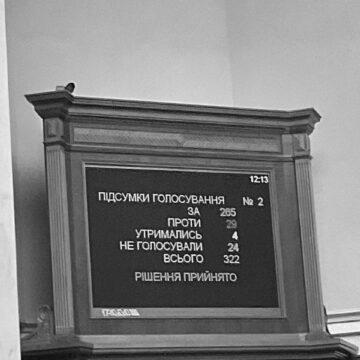 12:13
ПІДСУМКИ ГОЛОСУВАННЯ № 2
ЗА 265
ПРОТИ 29
УТРИМАЛИСЬ 4
НЕ ГОЛОСУВАЛИ 24
ВСЬОГО 322
РІШЕННЯ ПРИЙНЯТО